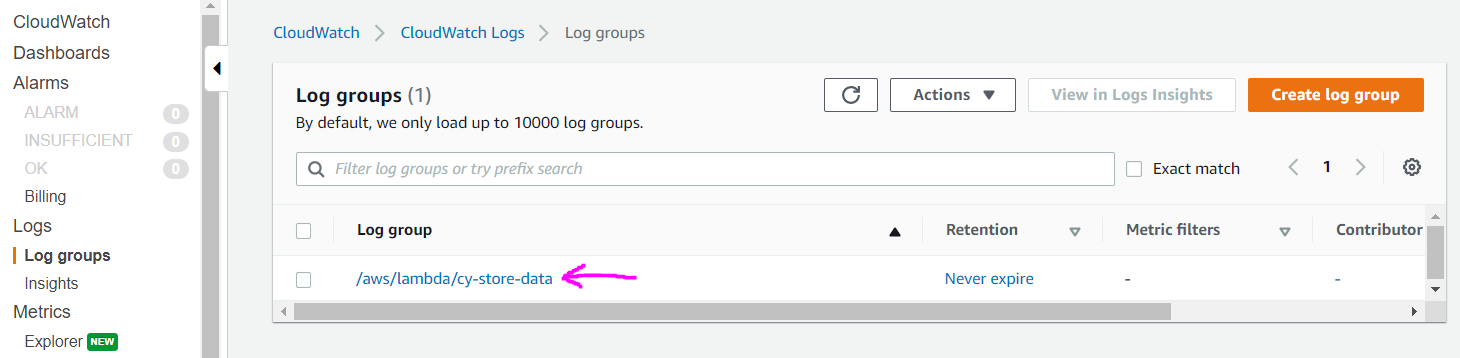 CloudWatch
Dashboards
Alarms
ALARM 0
INSUFFICIENT 0
OK 0
Billing
Logs
Log groups
Insights
Metrics
Explorer NEW
CloudWatch > CloudWatch Logs > Log groups
Log groups (1)
By default, we only load up to 10000 log groups.
Actions
View in Logs Insights
Create log group
Filter log groups or try prefix search
Exact match
1
Log group Retention Metric filters Contributor
/aws/lambda/cy-store-data Never expire - -